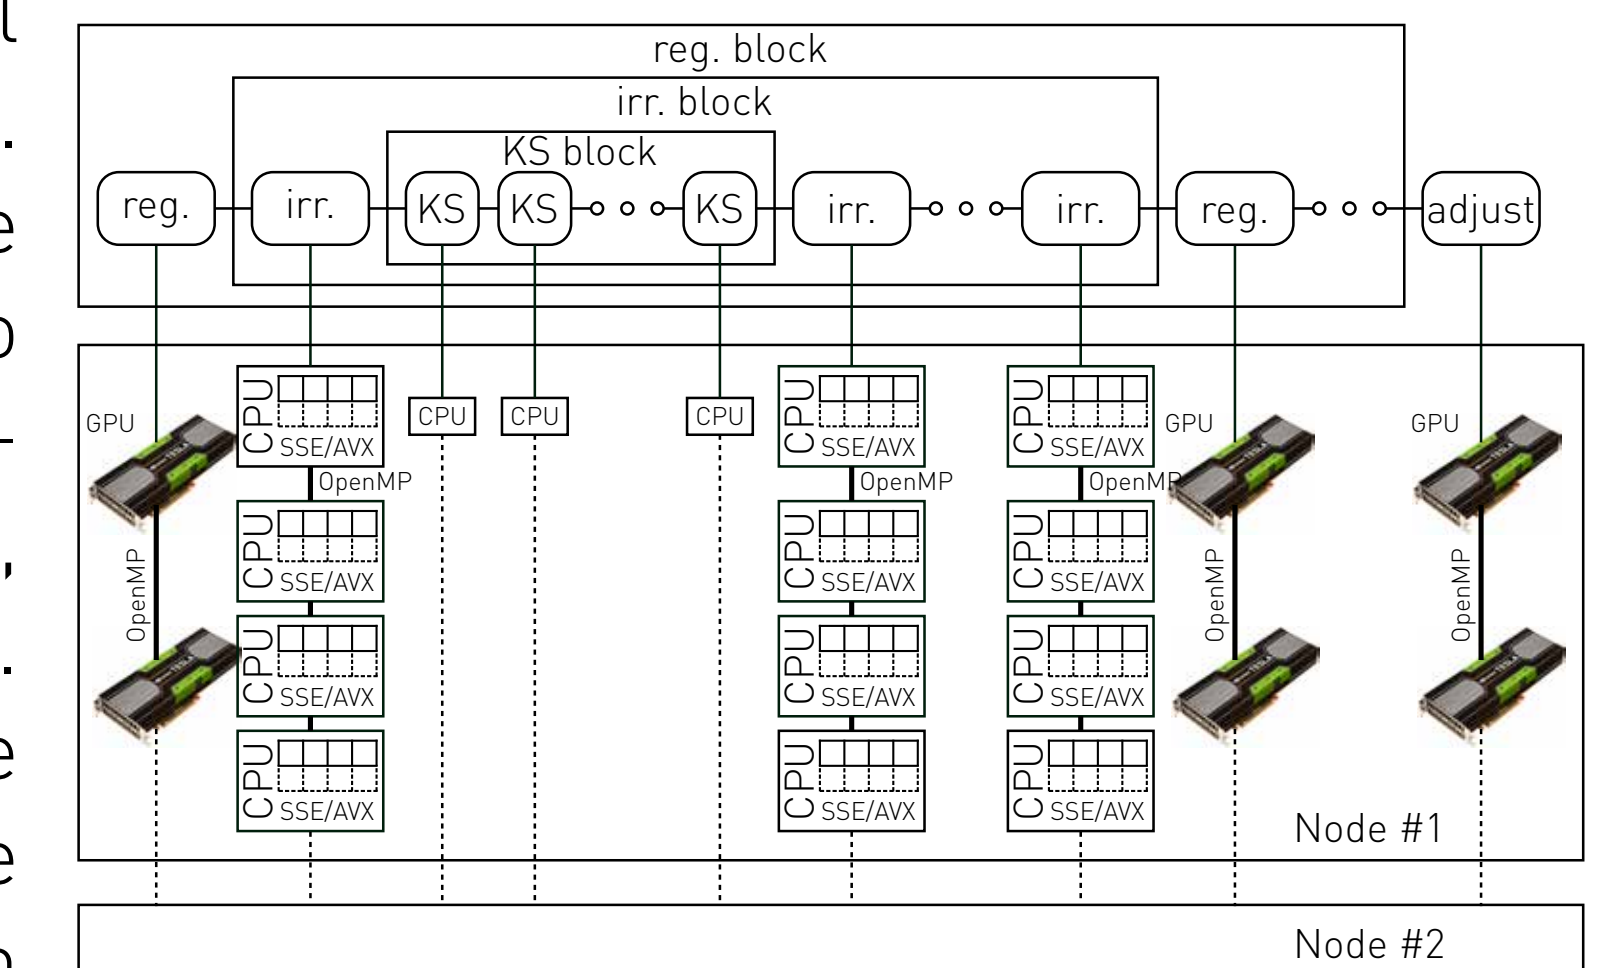 reg. block
irr. block
KS block
reg.
irr.
KS
KS
KS
irr.
irr.
reg.
adjust
GPU
CPU
SSE/AVX
OpenMP
CPU
SSE/AVX
CPU
SSE/AVX
CPU
SSE/AVX
OpenMP
CPU
CPU
CPU
CPU
SSE/AVX
OpenMP
CPU
SSE/AVX
CPU
SSE/AVX
CPU
SSE/AVX
CPU
SSE/AVX
OpenMP
CPU
SSE/AVX
CPU
SSE/AVX
CPU
SSE/AVX
GPU
OpenMP
GPU
OpenMP
Node #1
Node #2